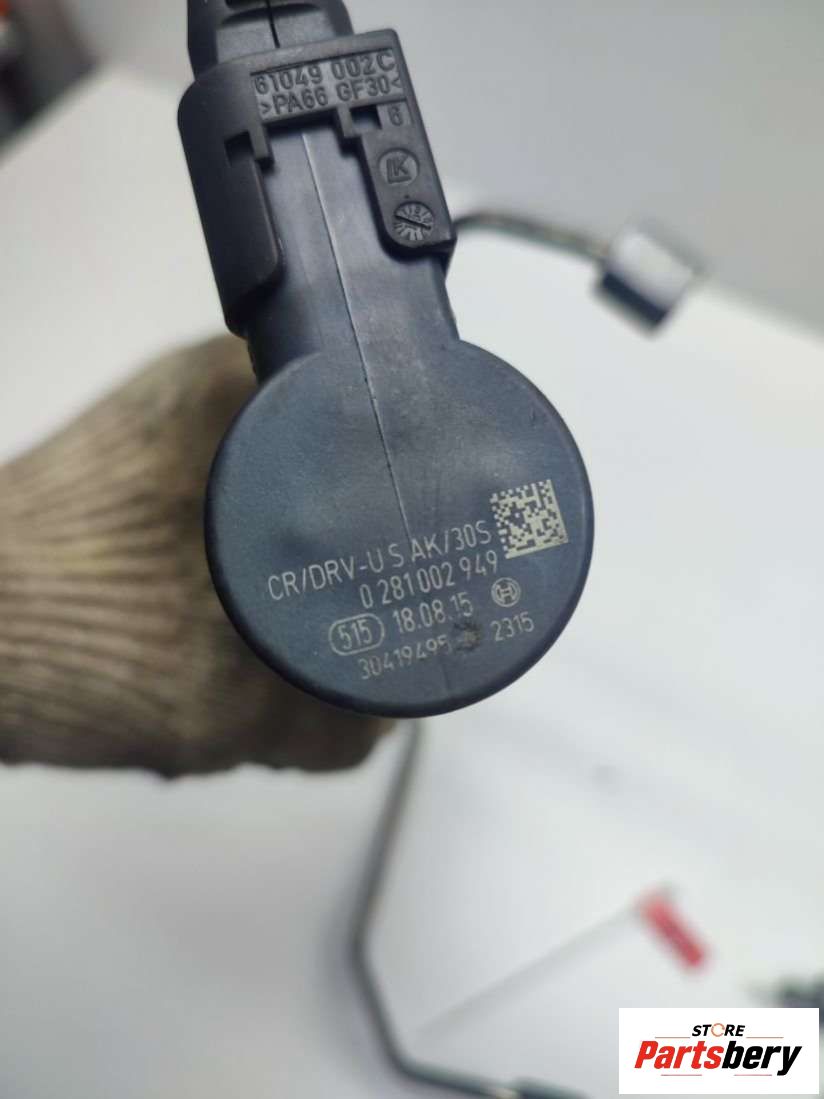 61049 002C
>PA66 GF30<
6
LK
CR/DRV-U S AK/30S
0 281 002 949
515 18.08.15
30419495 2315
STORE
Partsbery